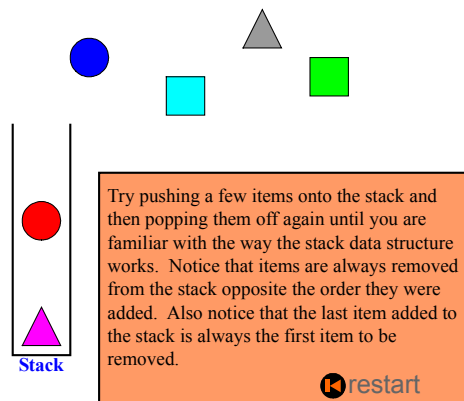 Try pushing a few items onto the stack and
then popping them off again until you are
familiar with the way the stack data structure
works.  Notice that items are always removed
from the stack opposite the order they were
added.  Also notice that the last item added to
the stack is always the first item to be
removed.
Stack
restart